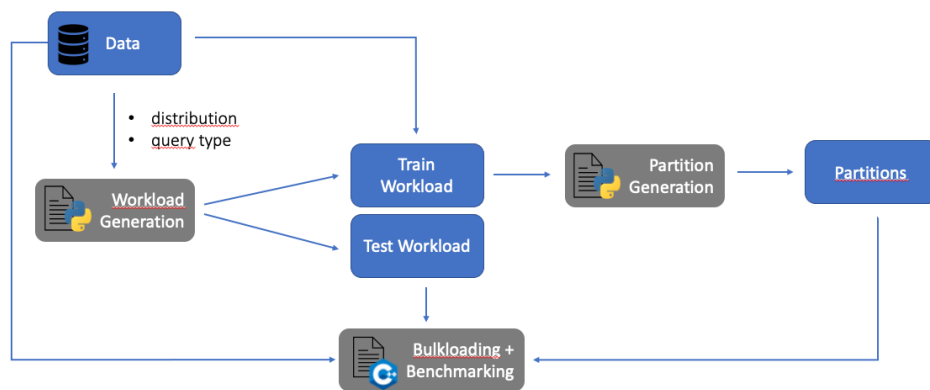 Data
• distribution
• query type
Workload
Generation
Train
Workload
Test Workload
Partition
Generation
Partitions
Bulkloading +
Benchmarking
C++